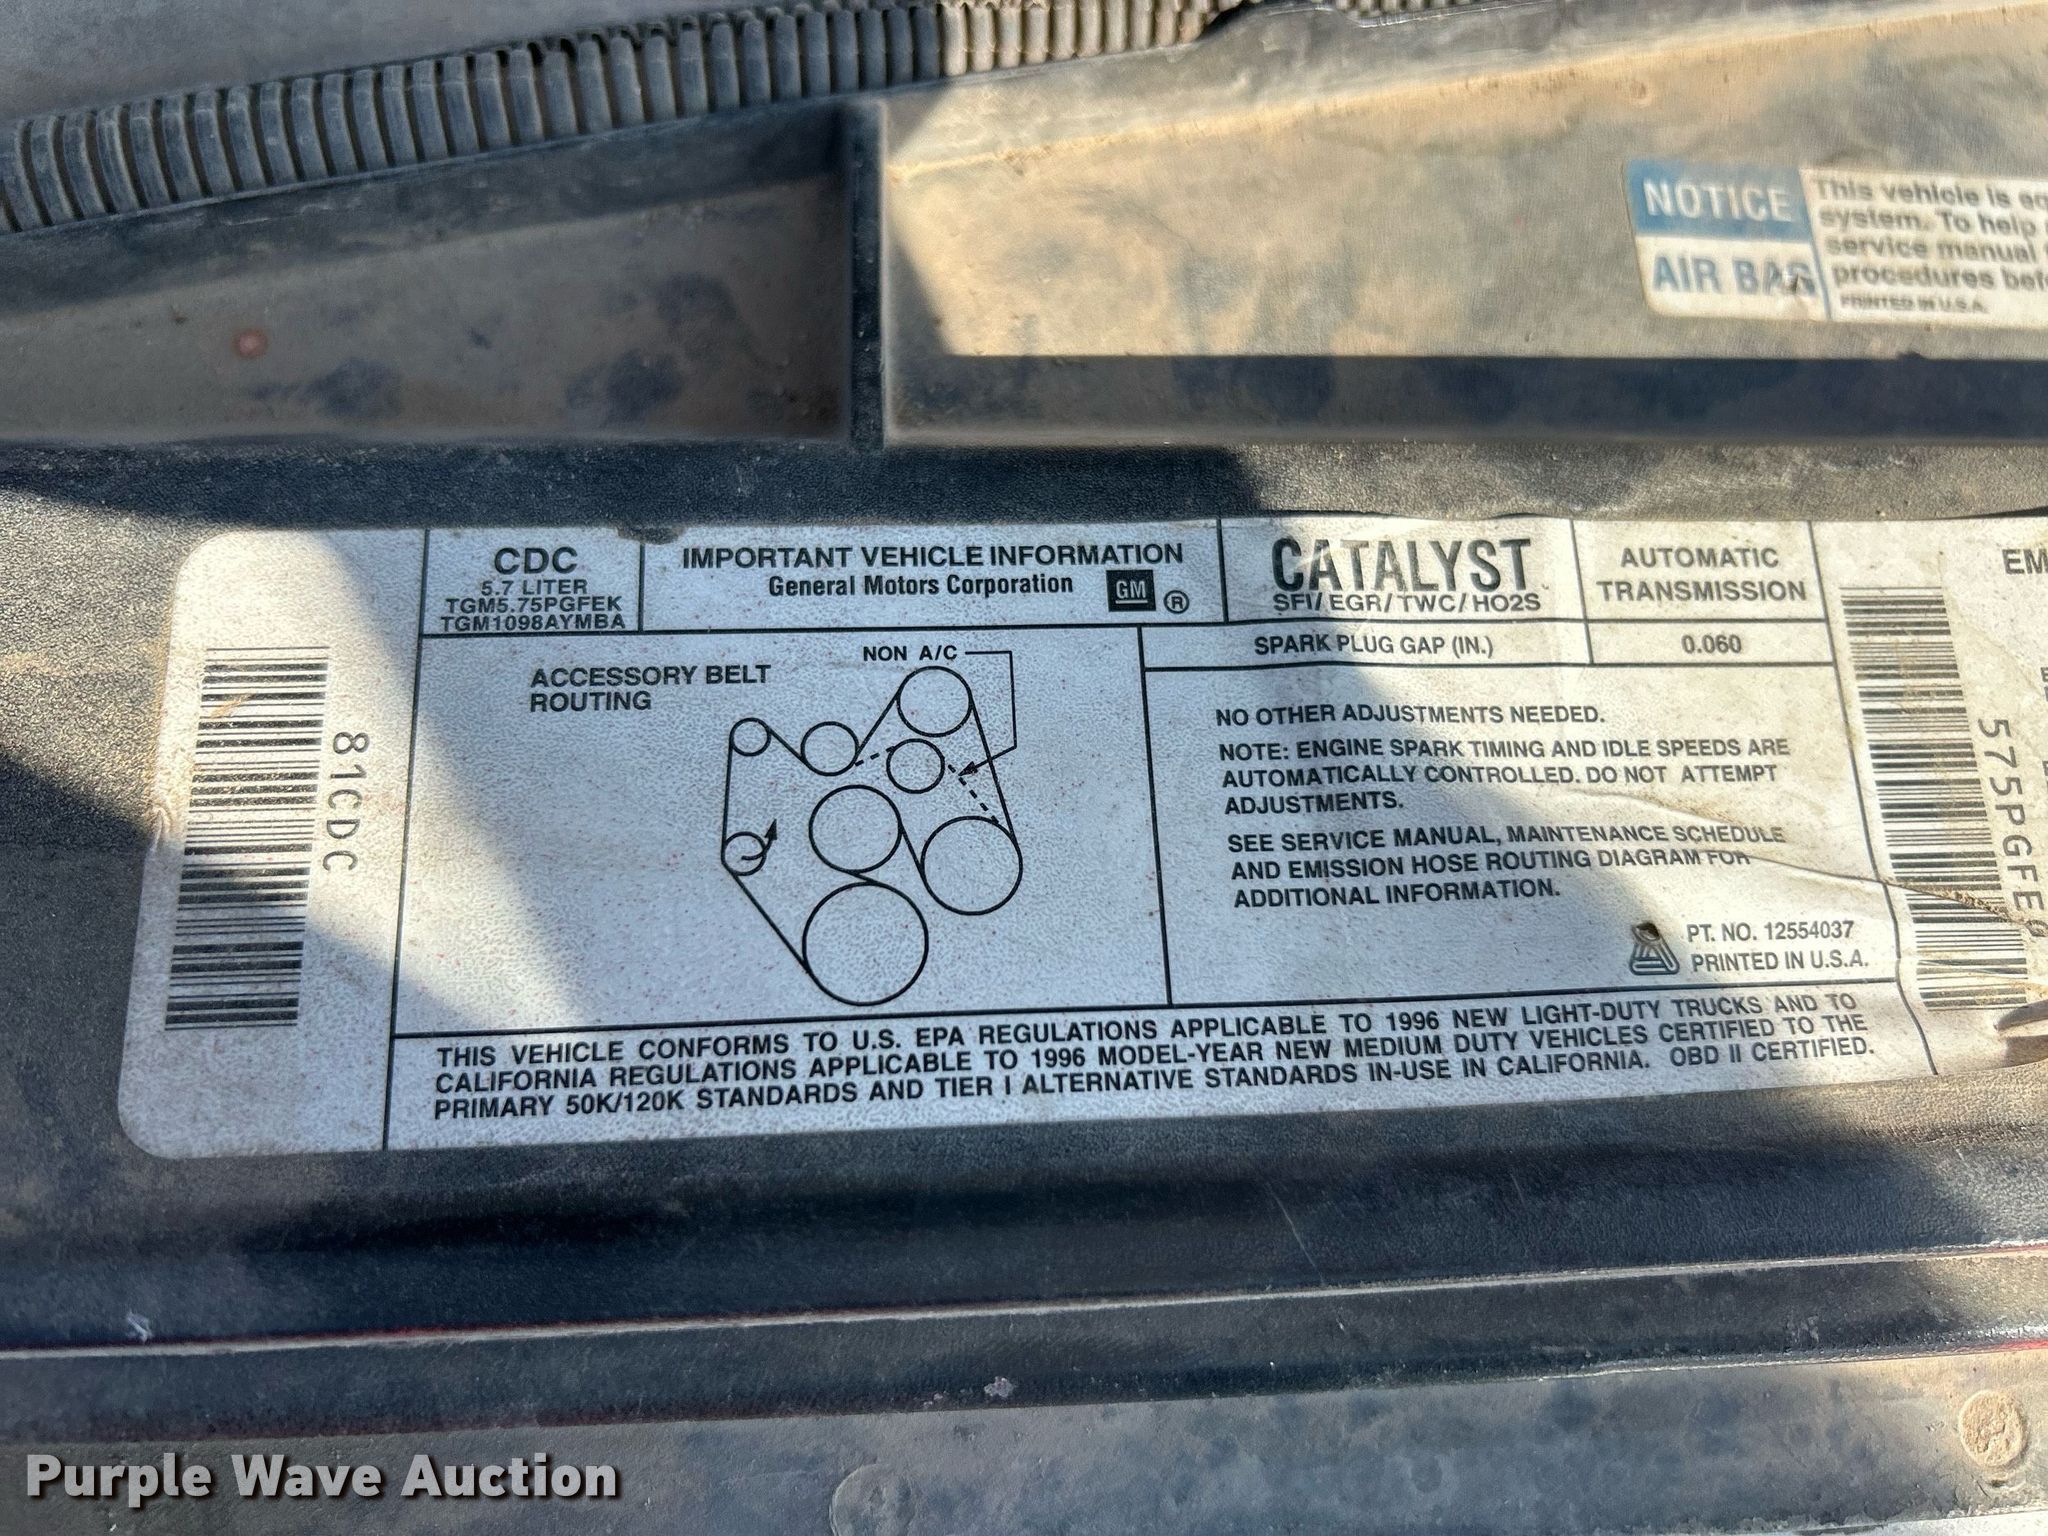 NOTICE
AIR BAG
This vehicle is
system. To help
service manual
procedures
PRINTED IN U.S.A.
CDC
5.7 LITER
TGM5.75PGFEK
TGM1098AYMBA
IMPORTANT VEHICLE INFORMATION
General Motors Corporation
GM ®
CATALYST
SFI/EGR/TWC/HO2S
AUTOMATIC
TRANSMISSION
SPARK PLUG GAP (IN.)
0.060
ACCESSORY BELT
ROUTING
NON A/C
NO OTHER ADJUSTMENTS NEEDED.
NOTE: ENGINE SPARK TIMING AND IDLE SPEEDS ARE
AUTOMATICALLY CONTROLLED. DO NOT ATTEMPT
ADJUSTMENTS.
SEE SERVICE MANUAL, MAINTENANCE SCHEDULE
AND EMISSION HOSE ROUTING DIAGRAM FOR
ADDITIONAL INFORMATION.
PT. NO. 12554037
PRINTED IN U.S.A.
81CDC
575PGFE
THIS VEHICLE CONFORMS TO U.S. EPA REGULATIONS APPLICABLE TO 1996 NEW LIGHT-DUTY TRUCKS AND TO
CALIFORNIA REGULATIONS APPLICABLE TO 1996 MODEL-YEAR NEW MEDIUM DUTY VEHICLES CERTIFIED TO THE
PRIMARY 50K/120K STANDARDS AND TIER I ALTERNATIVE STANDARDS IN-USE IN CALIFORNIA. OBD II CERTIFIED.
Purple Wave Auction